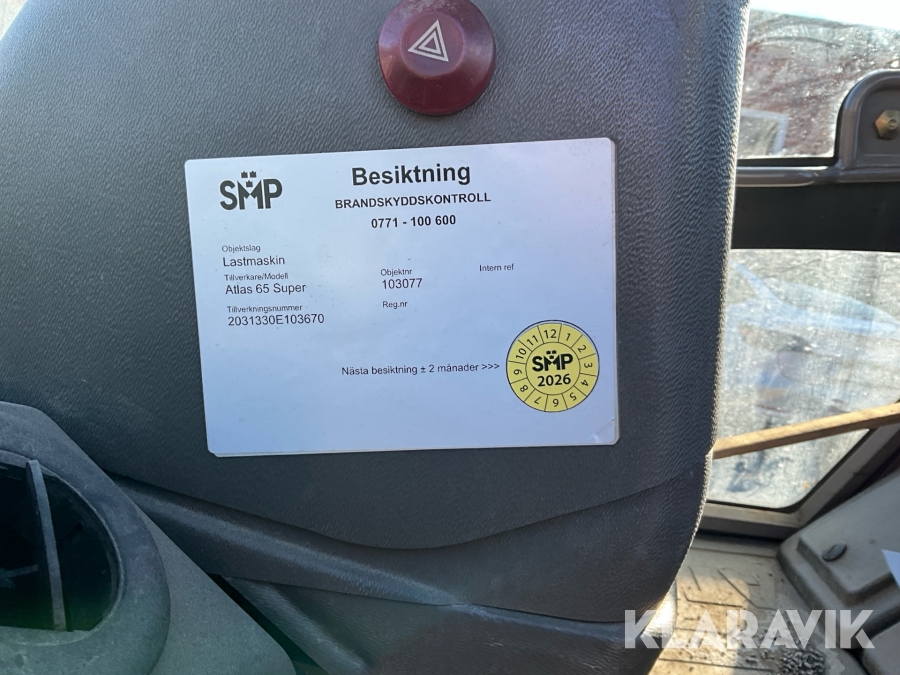 SMP
Besiktning
BRANDSKYDDSKONTROLL
0771 - 100 600
Objektslag
Lastmaskin
Tillverkare/Modell
Atlas 65 Super
Objektnr
103077
Intern ref
Tillverkningsnummer
2031330E103670
Reg.nr
Nästa besiktning ± 2 månader >>>
12 1 2 3 4 5 6 7 8 9 10 11
SMP
2026
KLARAVIK